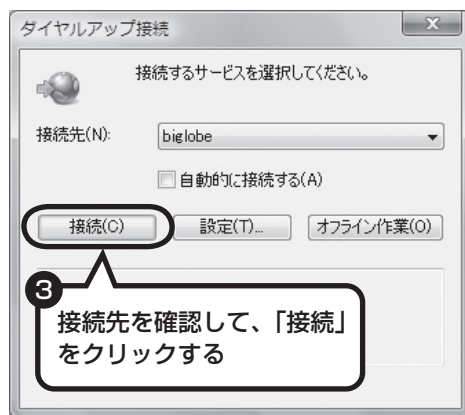 ダイヤルアップ接続
接続するサービスを選択してください。
接続先(N): biglobe
自動的に接続する(A)
接続(C) 設定(T)... オフライン作業(O)
3
接続先を確認して、「接続」
をクリックする